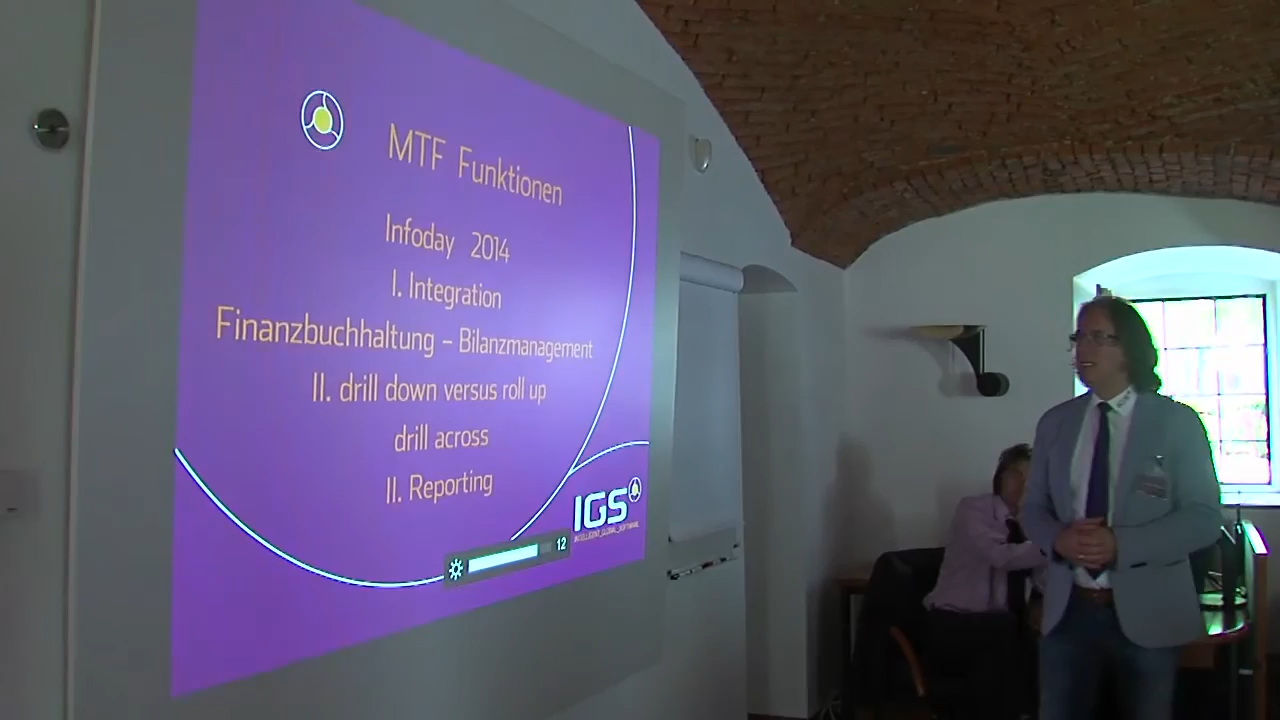 MTF Funktionen
Infoday 2014
I. Integration
Finanzbuchhaltung – Bilanzmanagement
II. drill down versus roll up
drill across
II. Reporting
IGS
INTELLIGENT_GLOBAL_SOFTWARE
12